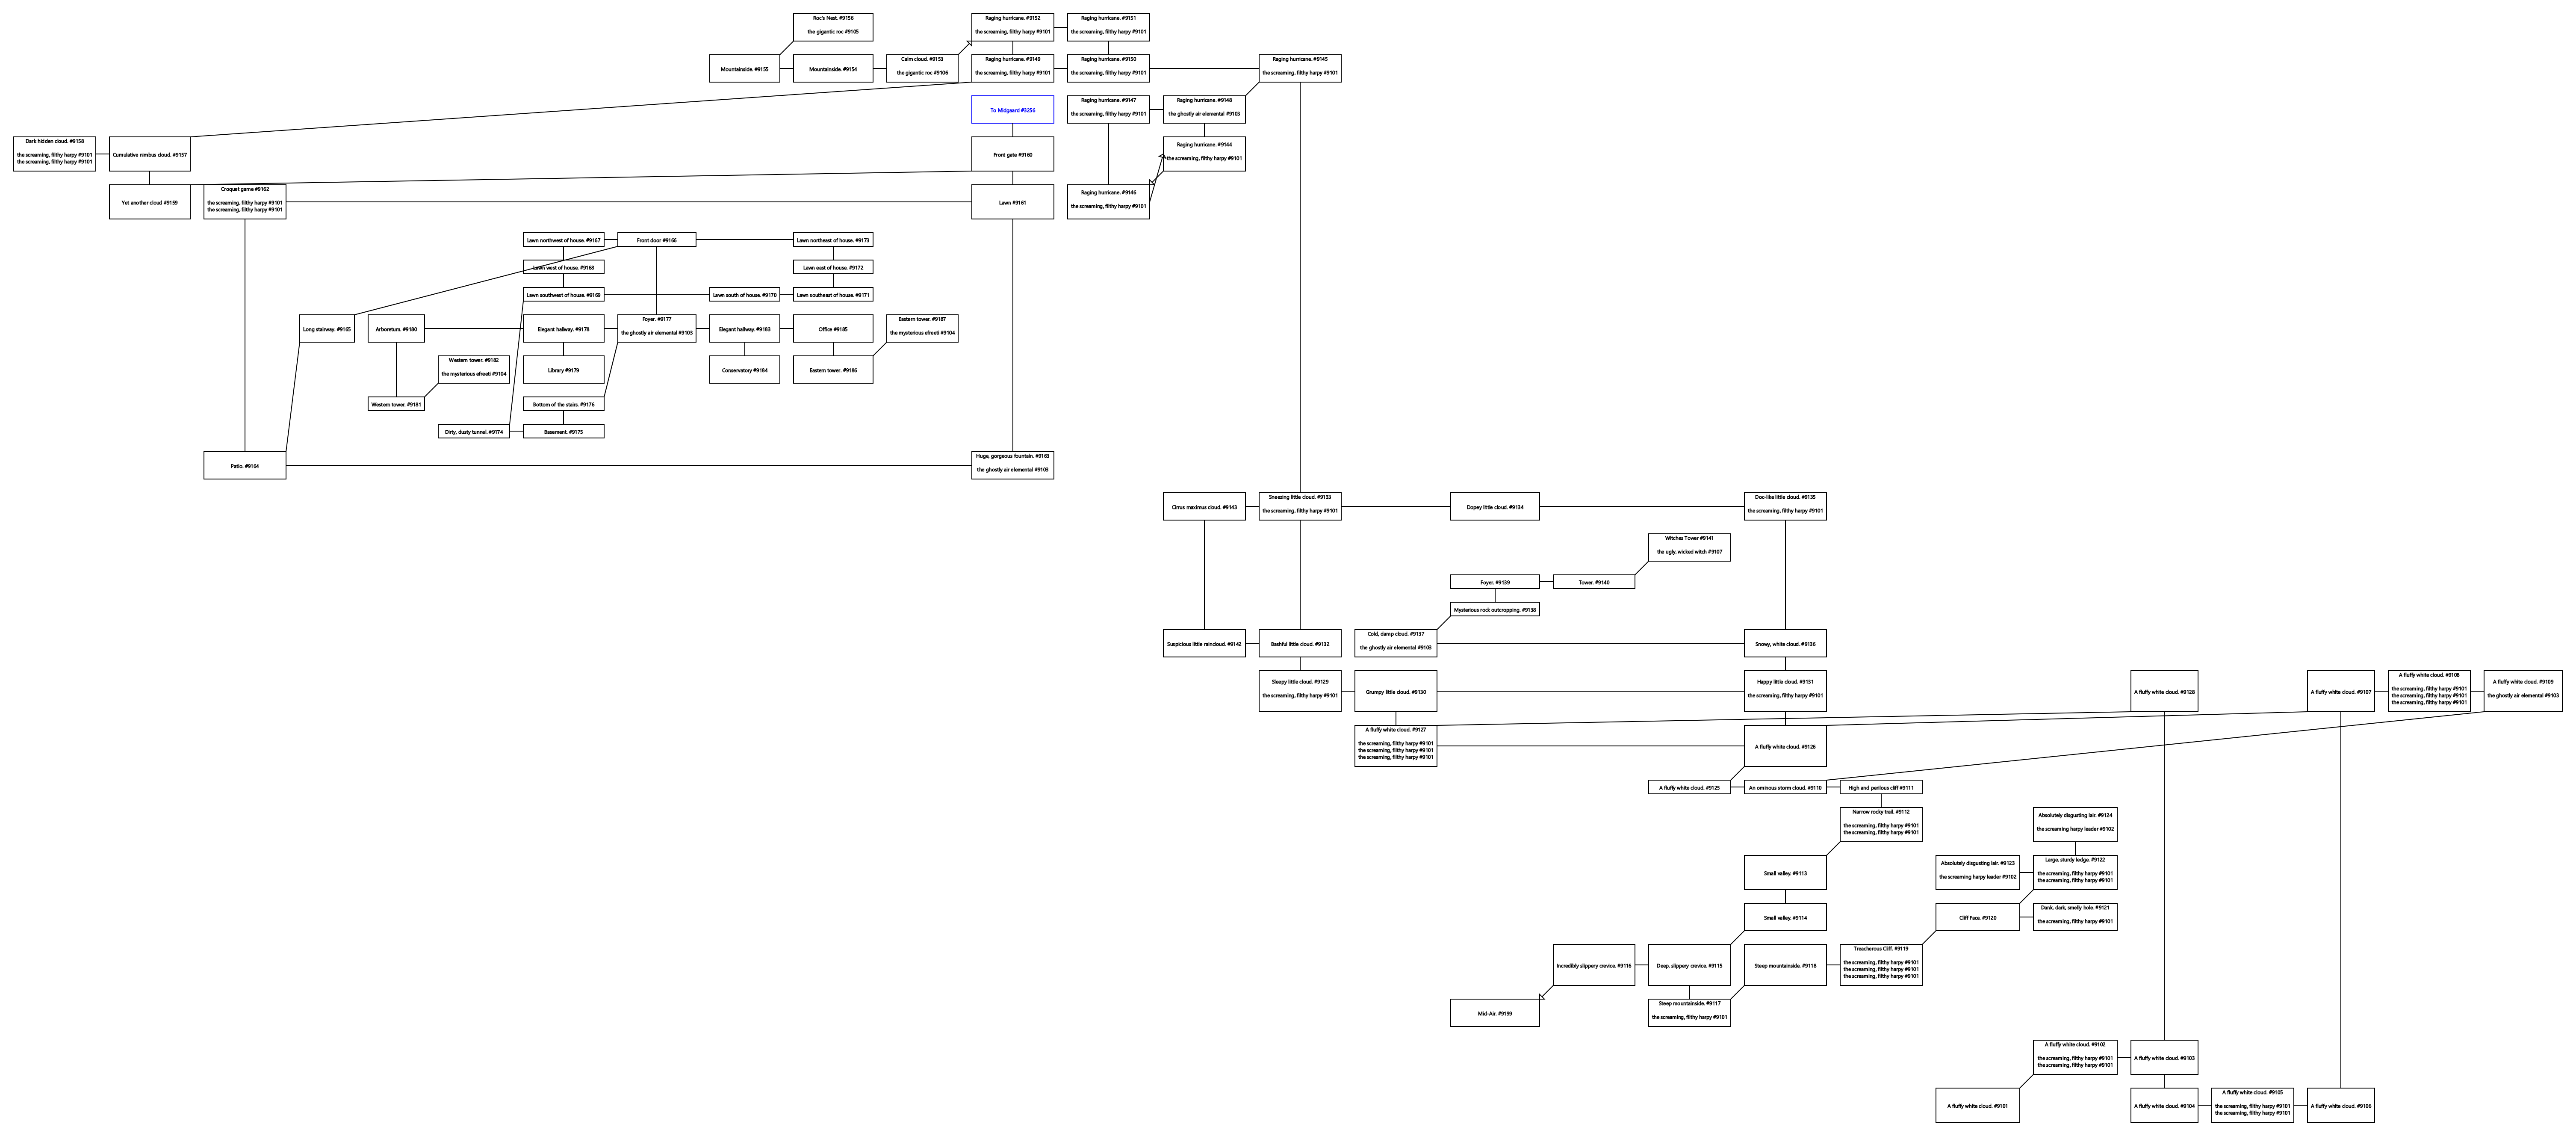 Roc's Nest. #9156
the gigantic roc #9105
Raging hurricane. #9152
the screaming, filthy harpy #9101
Raging hurricane. #9151
the screaming, filthy harpy #9101
Mountainside. #9155
Mountainside. #9154
Calm cloud. #9153
the gigantic roc #9106
Raging hurricane. #9149
the screaming, filthy harpy #9101
Raging hurricane. #9150
the screaming, filthy harpy #9101
Raging hurricane. #9145
the screaming, filthy harpy #9101
To Midgaard #3256
Raging hurricane. #9147
the screaming, filthy harpy #9101
Raging hurricane. #9148
the ghostly air elemental #9103
Dark hidden cloud. #9158
the screaming, filthy harpy #9101
the screaming, filthy harpy #9101
Cumulative nimbus cloud. #9157
Front gate #9160
Raging hurricane. #9144
the screaming, filthy harpy #9101
Yet another cloud #9159
Croquet game #9162
the screaming, filthy harpy #9101
the screaming, filthy harpy #9101
Lawn #9161
Raging hurricane. #9146
the screaming, filthy harpy #9101
Lawn northwest of house. #9167
Front door #9166
Lawn northeast of house. #9173
Lawn west of house. #9168
Lawn east of house. #9172
Lawn southwest of house. #9169
Lawn south of house. #9170
Lawn southeast of house. #9171
Long stairway. #9165
Arboretum. #9180
Elegant hallway. #9178
Foyer. #9177
the ghostly air elemental #9103
Elegant hallway. #9183
Office #9185
Eastern tower. #9187
the mysterious efreeti #9104
Western tower. #9182
the mysterious efreeti #9104
Library #9179
Conservatory #9184
Eastern tower. #9186
Western tower. #9181
Bottom of the stairs. #9176
Dirty, dusty tunnel. #9174
Basement. #9175
Patio. #9164
Huge, gorgeous fountain. #9163
the ghostly air elemental #9103
Cirrus maximus cloud. #9143
Sneezing little cloud. #9133
the screaming, filthy harpy #9101
Dopey little cloud. #9134
Doc-like little cloud. #9135
the screaming, filthy harpy #9101
Witches Tower #9141
the ugly, wicked witch #9107
Foyer. #9139
Tower. #9140
Mysterious rock outcropping. #9138
Suspicious little raincloud. #9142
Bashful little cloud. #9132
Cold, damp cloud. #9137
the ghostly air elemental #9103
Snowy, white cloud. #9136
Sleepy little cloud. #9129
the screaming, filthy harpy #9101
Grumpy little cloud. #9130
Happy little cloud. #9131
the screaming, filthy harpy #9101
A fluffy white cloud. #9128
A fluffy white cloud. #9107
A fluffy white cloud. #9108
the screaming, filthy harpy #9101
the screaming, filthy harpy #9101
the screaming, filthy harpy #9101
A fluffy white cloud. #9109
the ghostly air elemental #9103
A fluffy white cloud. #9127
the screaming, filthy harpy #9101
the screaming, filthy harpy #9101
the screaming, filthy harpy #9101
A fluffy white cloud. #9126
A fluffy white cloud. #9125
An ominous storm cloud. #9110
High and perilous cliff #9111
Narrow rocky trail. #9112
the screaming, filthy harpy #9101
the screaming, filthy harpy #9101
Absolutely disgusting lair. #9124
the screaming harpy leader #9102
Small valley. #9113
Absolutely disgusting lair. #9123
the screaming harpy leader #9102
Large, sturdy ledge. #9122
the screaming, filthy harpy #9101
the screaming, filthy harpy #9101
Small valley. #9114
Cliff Face. #9120
Dank, dark, smelly hole. #9121
the screaming, filthy harpy #9101
Incredibly slippery crevice. #9116
Deep, slippery crevice. #9115
Steep mountainside. #9118
Treacherous Cliff. #9119
the screaming, filthy harpy #9101
the screaming, filthy harpy #9101
the screaming, filthy harpy #9101
Mid-Air. #9199
Steep mountainside. #9117
the screaming, filthy harpy #9101
A fluffy white cloud. #9102
the screaming, filthy harpy #9101
the screaming, filthy harpy #9101
A fluffy white cloud. #9103
A fluffy white cloud. #9101
A fluffy white cloud. #9104
A fluffy white cloud. #9105
the screaming, filthy harpy #9101
the screaming, filthy harpy #9101
A fluffy white cloud. #9106